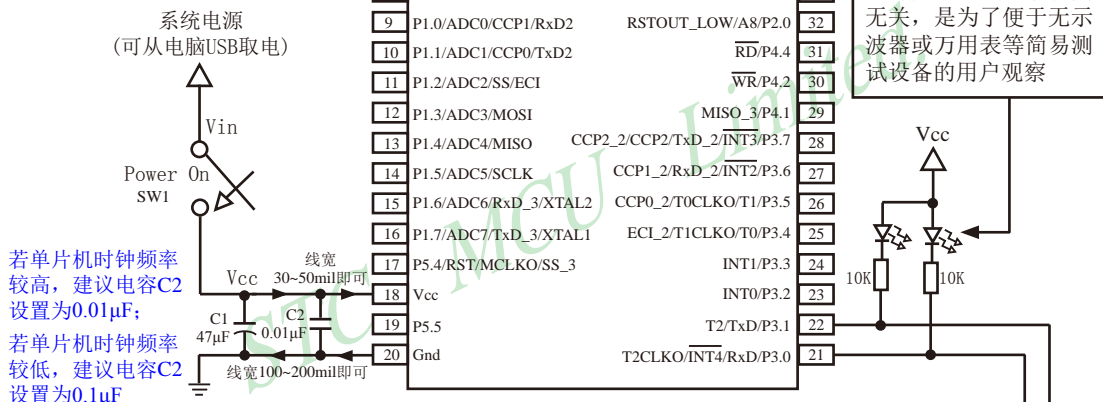 系统电源
(可从电脑USB取电)
Vin
Power On
SW1
若单片机时钟频率
较高，建议电容C2
设置为0.01μF;
若单片机时钟频率
较低，建议电容C2
设置为0.1μF
Vcc
线宽
30~50mil即可
C1
47μF
C2
0.01μF
线宽100~200mil即可
9 P1.0/ADC0/CCP1/RxD2
10 P1.1/ADC1/CCP0/TxD2
11 P1.2/ADC2/SS/ECI
12 P1.3/ADC3/MOSI
13 P1.4/ADC4/MISO
14 P1.5/ADC5/SCLK
15 P1.6/ADC6/RxD_3/XTAL2
16 P1.7/ADC7/TxD_3/XTAL1
17 P5.4/RST/MCLKO/SS_3
18 Vcc
19 P5.5
20 Gnd
RSTOUT_LOW/A8/P2.0 32
RD/P4.4 31
WR/P4.2 30
MISO_3/P4.1 29
CCP2_2/CCP2/TxD_2/INT3/P3.7 28
CCP1_2/RxD_2/INT2/P3.6 27
CCP0_2/T0CLKO/T1/P3.5 26
ECI_2/T1CLKO/T0/P3.4 25
INT1/P3.3 24
INT0/P3.2 23
T2/TxD/P3.1 22
T2CLKO/INT4/RxD/P3.0 21
无关，是为了便于无示
波器或万用表等简易测
试设备的用户观察
Vcc
10K
10K
STC MCU Limited.